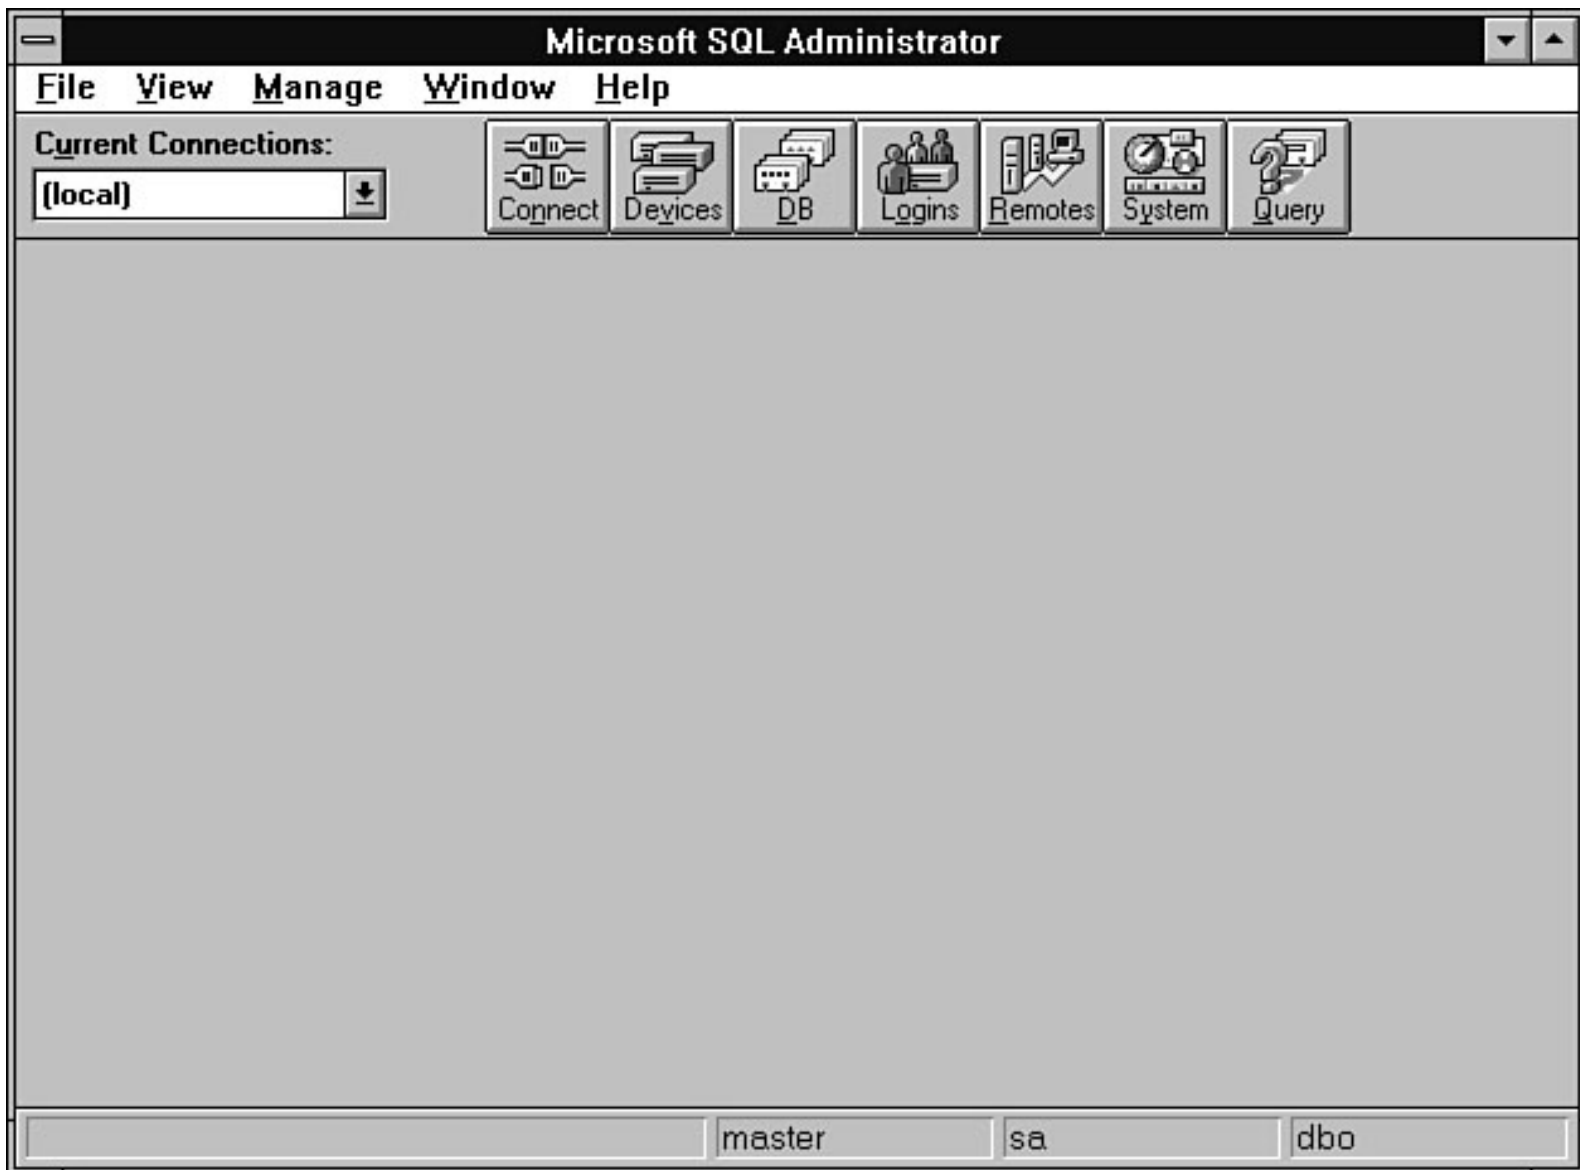 Microsoft SQL Administrator
File View Manage Window Help
Current Connections:
(local)
Connect Devices DB Logins Remotes System Query
master sa dbo